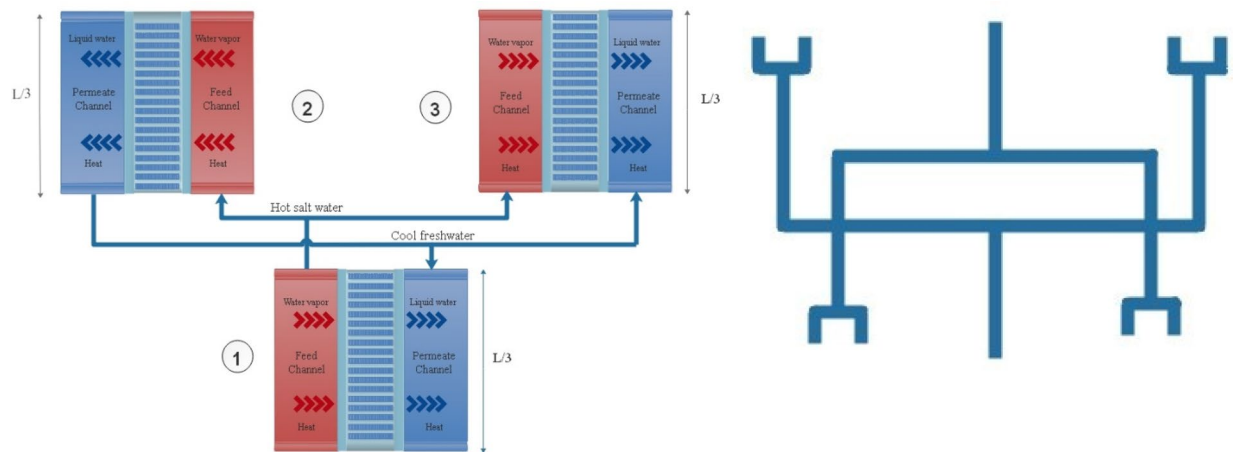 L/3
Liquid water
Water vapor
Permeate
Channel
Feed
Channel
Heat
Heat
2
3
Water vapor
Liquid water
Feed
Channel
Permeate
Channel
Heat
Heat
L/3
Hot salt water
Cool freshwater
1
Water vapor
Liquid water
Feed
Channel
Permeate
Channel
Heat
Heat
L/3